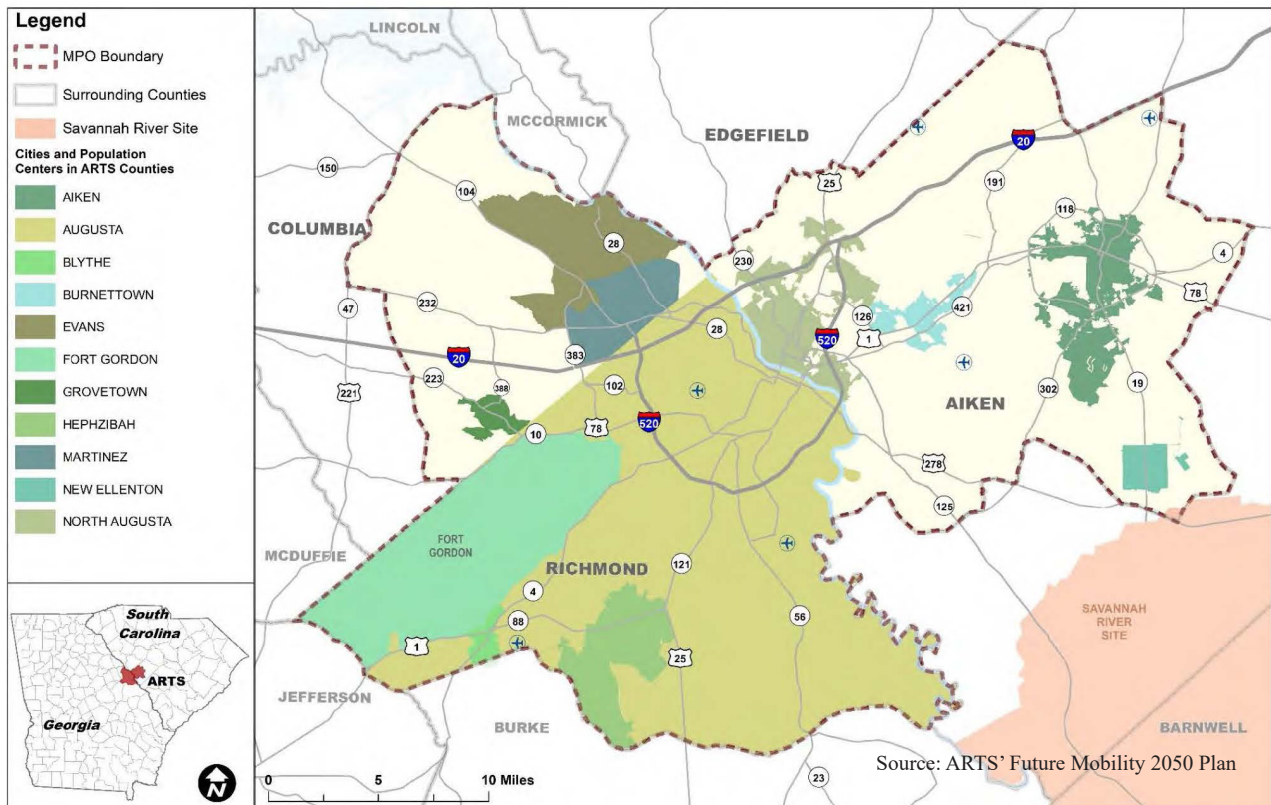 Legend
MPO Boundary
Surrounding Counties
Savannah River Site
Cities and Population
Centers in ARTS Counties
AIKEN
AUGUSTA
BLYTHE
BURNETTOWN
EVANS
FORT GORDON
GROVETOWN
HEPHZIBAH
MARTINEZ
NEW ELLENTON
NORTH AUGUSTA
South
Carolina
ARTS
Georgia
N
LINCOLN
MCCORMICK
EDGEFIELD
20
150
25
191
104
118
COLUMBIA
28
230
4
47
232
78
126
421
28
520
1
20
383
223
388
102
221
302
19
AIKEN
10
78
520
278
125
FORT
GORDON
MCDUFFIE
RICHMOND
121
4
88
56
SAVANNAH
RIVER
SITE
1
25
JEFFERSON
BURKE
BARNWELL
Source: ARTS’ Future Mobility 2050 Plan
23
0 5 10 Miles